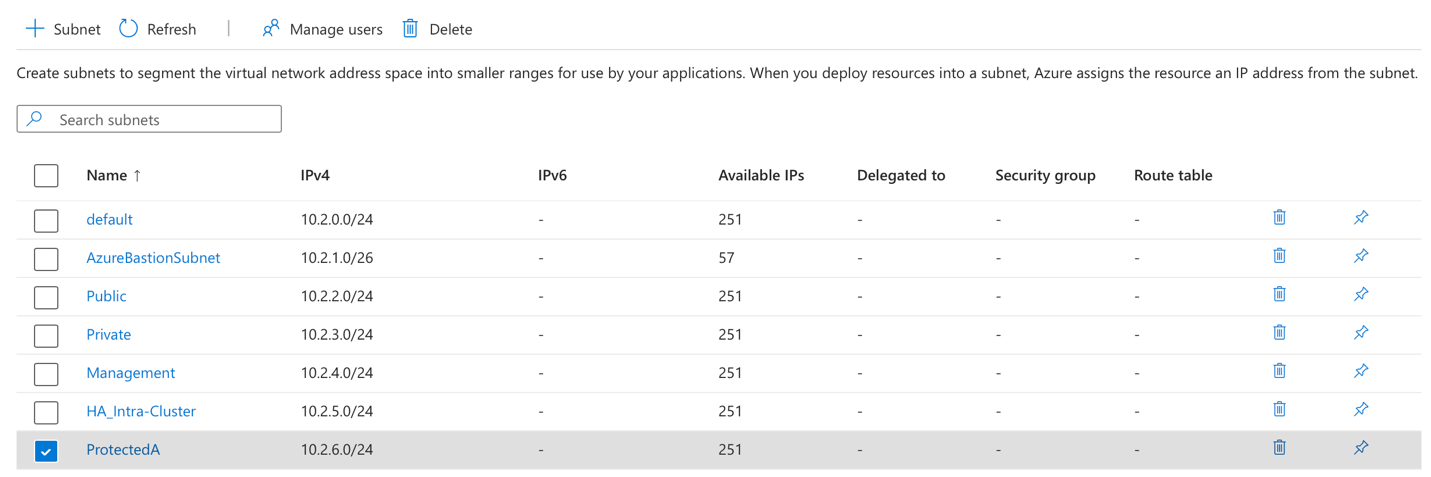 Subnet Refresh | Manage users Delete
Create subnets to segment the virtual network address space into smaller ranges for use by your applications. When you deploy resources into a subnet, Azure assigns the resource an IP address from the subnet.
Search subnets
Name ↑ IPv4 IPv6 Available IPs Delegated to Security group Route table
default 10.2.0.0/24 - 251 - - -
AzureBastionSubnet 10.2.1.0/26 - 57 - - -
Public 10.2.2.0/24 - 251 - - -
Private 10.2.3.0/24 - 251 - - -
Management 10.2.4.0/24 - 251 - - -
HA_Intra-Cluster 10.2.5.0/24 - 251 - - -
ProtectedA 10.2.6.0/24 - 251 - - -